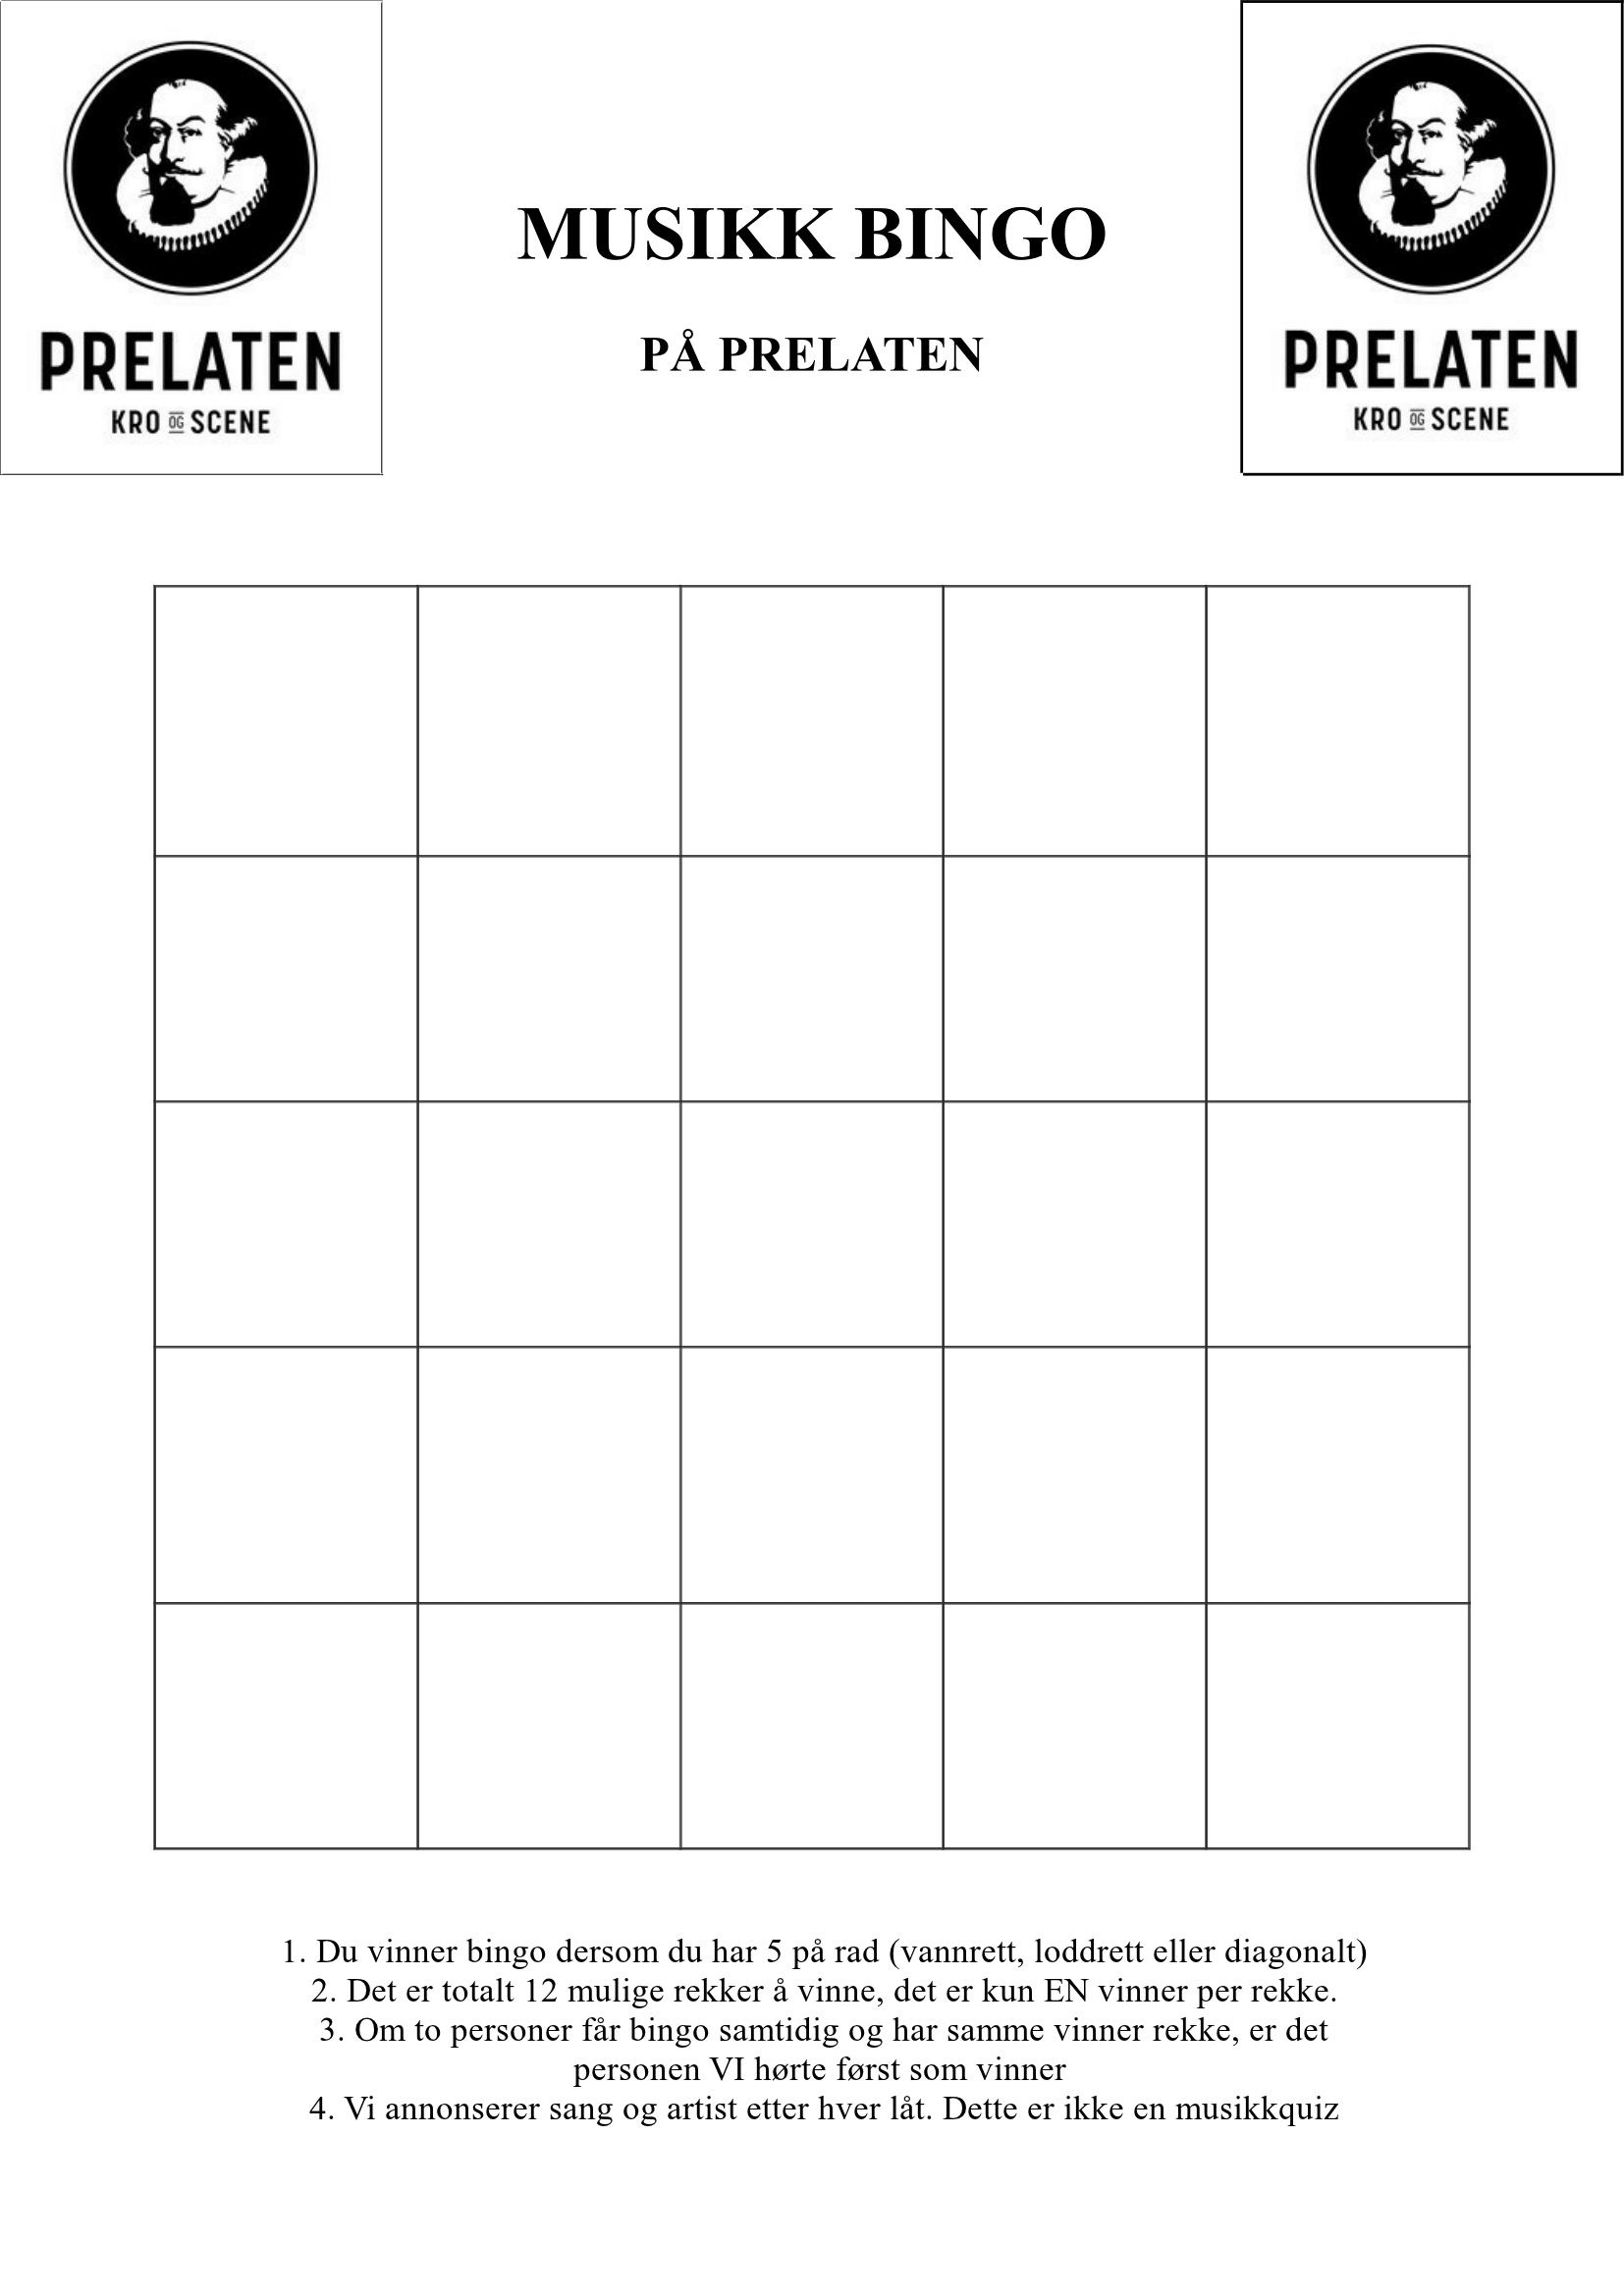 PRELATEN
KRO OG SCENE
MUSIKK BINGO
PÅ PRELATEN
PRELATEN
KRO OG SCENE
1. Du vinner bingo dersom du har 5 på rad (vannrett, loddrett eller diagonalt)
2. Det er totalt 12 mulige rekker å vinne, det er kun EN vinner per rekke.
3. Om to personer får bingo samtidig og har samme vinner rekke, er det
personen VI hørte først som vinner
4. Vi annonserer sang og artist etter hver låt. Dette er ikke en musikkquiz